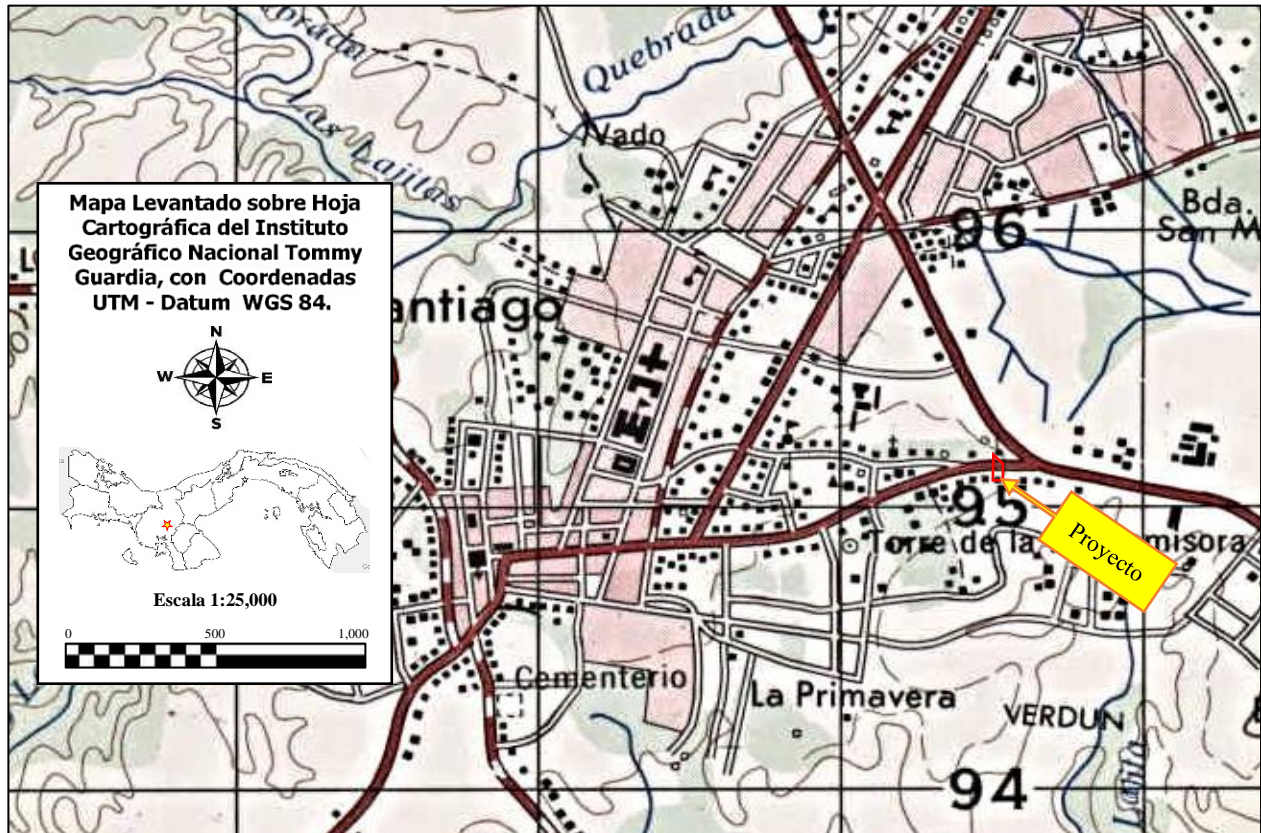 Quebrada
Las
Lajitas
Quebrada
Vado
Mapa Levantado sobre Hoja
Cartográfica del Instituto
Geográfico Nacional Tommy
Guardia, con Coordenadas
UTM - Datum WGS 84.
N
W E
S
Escala 1:25,000
0 500 1,000
96
Bda.
San M
antiago
95
Torre de la misora
Proyecto
Cementerio
La Primavera
VERDUN
94